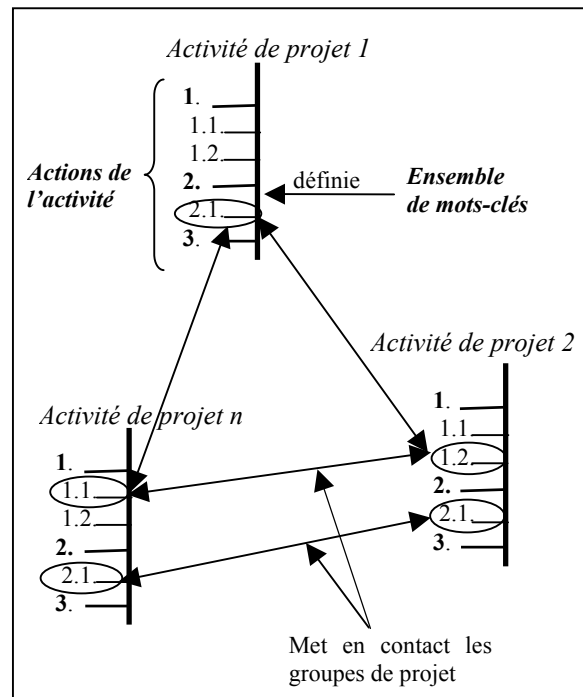 Activité de projet 1
1.
1.1.
1.2.
2.
2.1.
3.
Actions de
l'activité
définie
Ensemble
de mots-clés
Activité de projet 2
1.
1.1
1.2.
2.
2.1.
3.
Activité de projet n
1.
1.1
1.2
2.
2.1.
3.
Met en contact les
groupes de projet